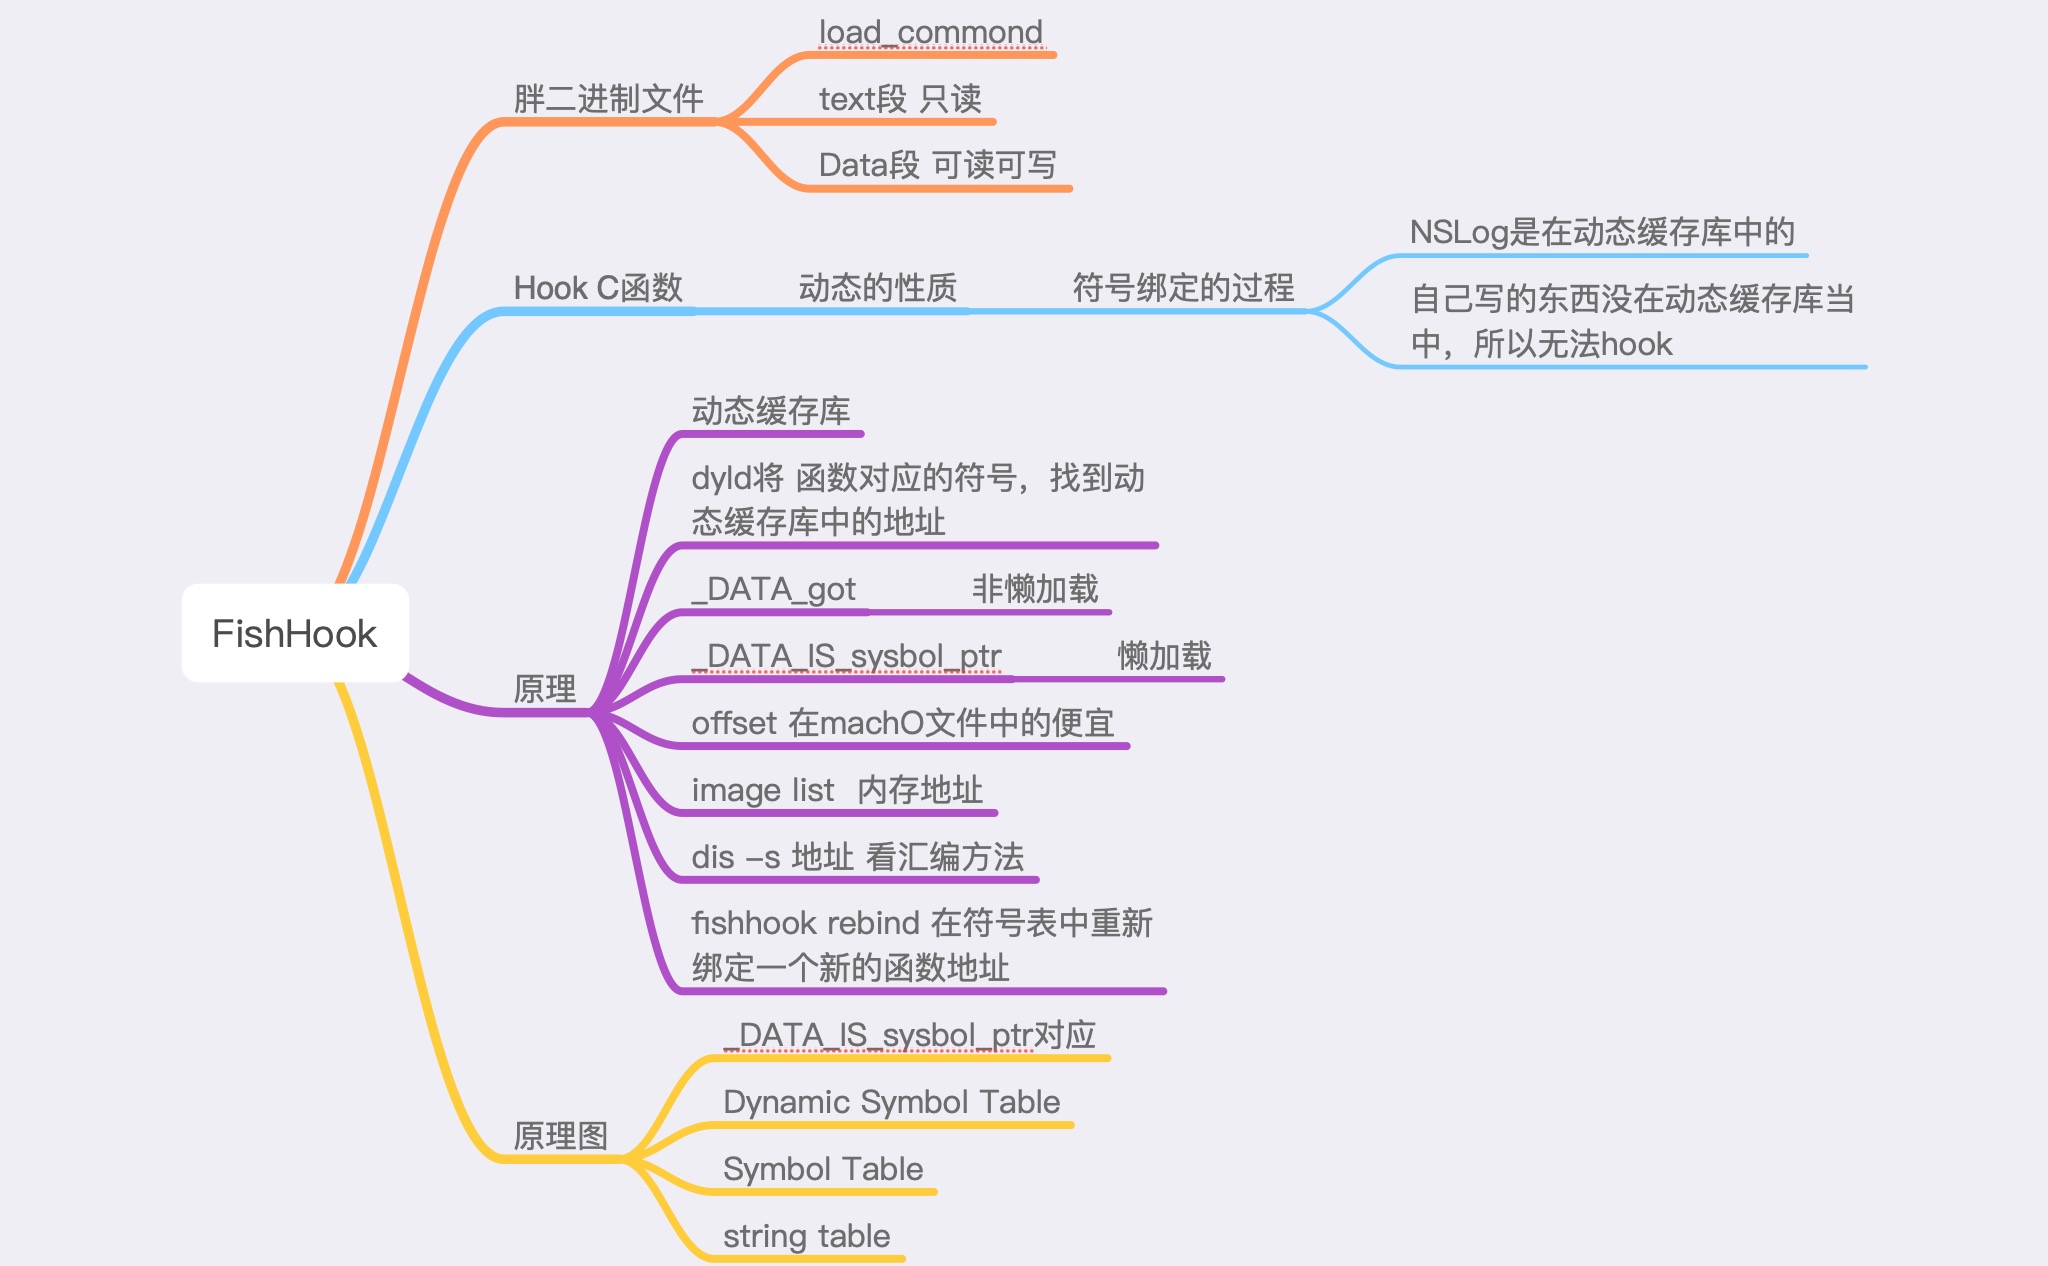 load_commond
胖二进制文件
text段 只读
Data段 可读可写
NSLog是在动态缓存库中的
Hook C函数
动态的性质
符号绑定的过程
自己写的东西没在动态缓存库当
中，所以无法hook
动态缓存库
dyld将 函数对应的符号，找到动
态缓存库中的地址
_DATA_got
非懒加载
_DATA_IS_sysbol_ptr
懒加载
FishHook
原理
offset 在machO文件中的便宜
image list  内存地址
dis -s 地址 看汇编方法
fishhook rebind 在符号表中重新
绑定一个新的函数地址
_DATA_IS_sysbol_ptr对应
Dynamic Symbol Table
原理图
Symbol Table
string table